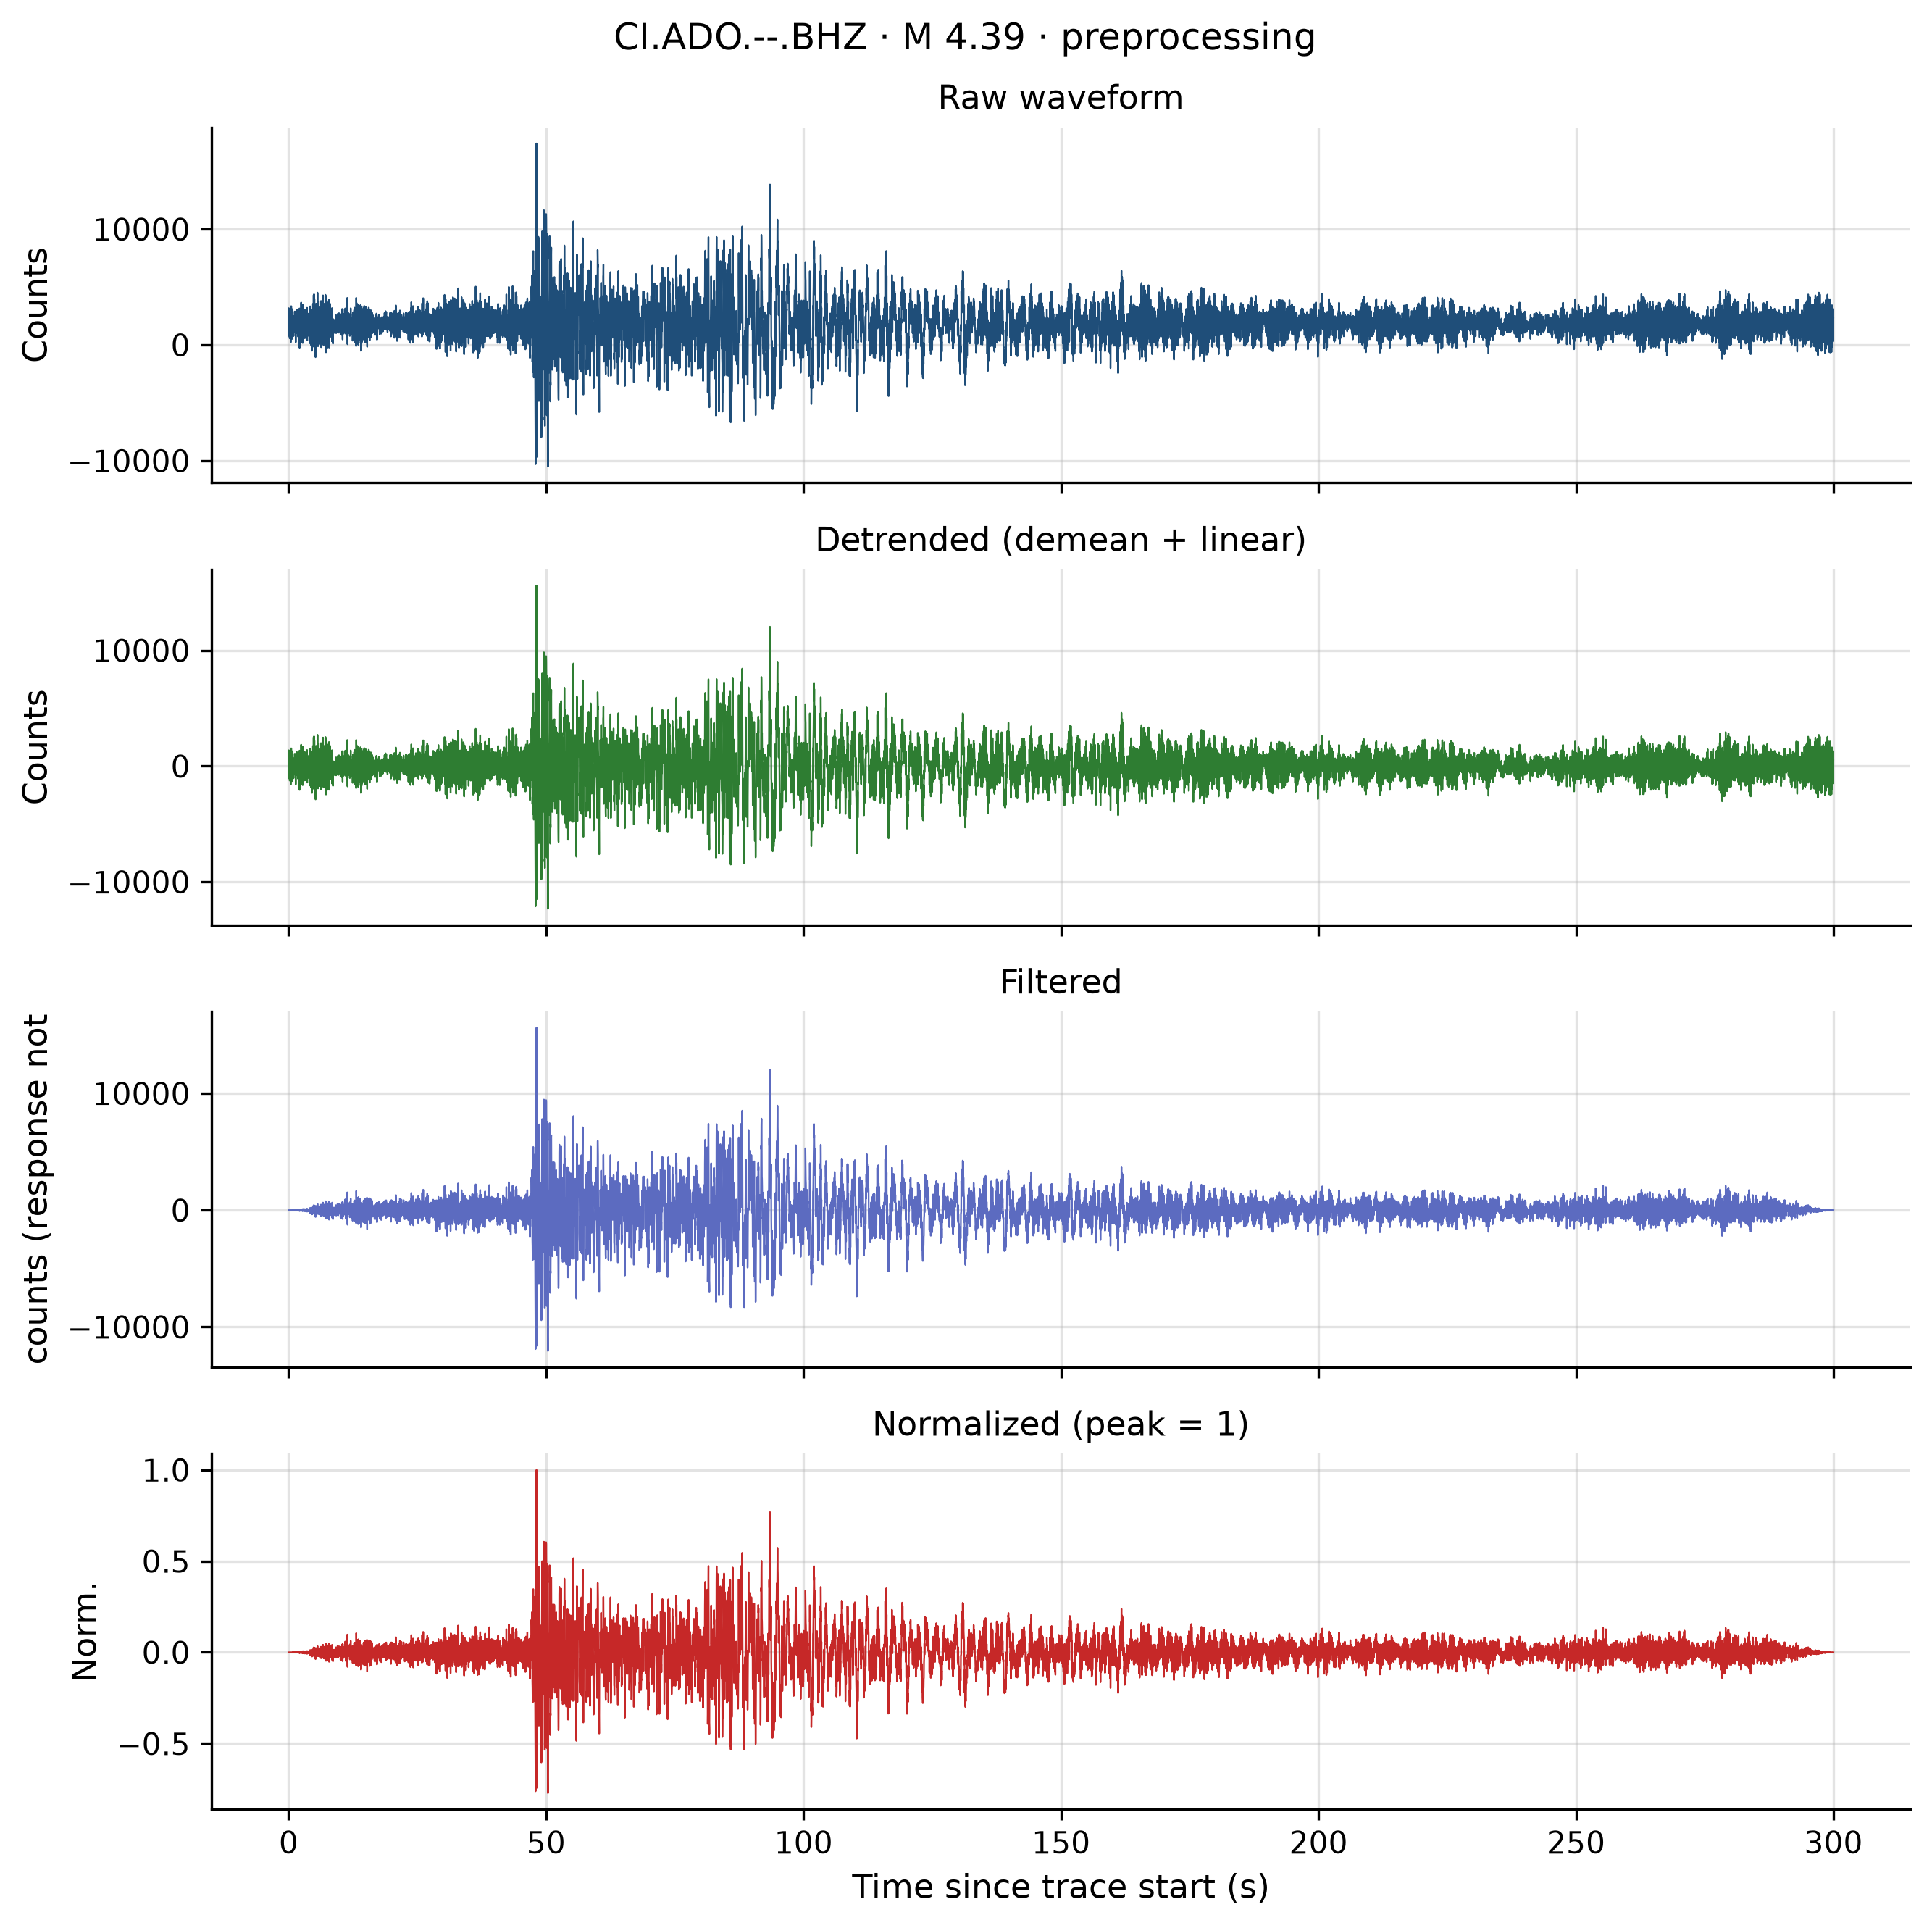 CI.ADO.--.BHZ · M 4.39 · preprocessing
Raw waveform
Counts
10000
0
−10000
Detrended (demean + linear)
Counts
10000
0
−10000
Filtered
counts (response not
10000
0
−10000
Normalized (peak = 1)
Norm.
1.0
0.5
0.0
−0.5
0 50 100 150 200 250 300
Time since trace start (s)